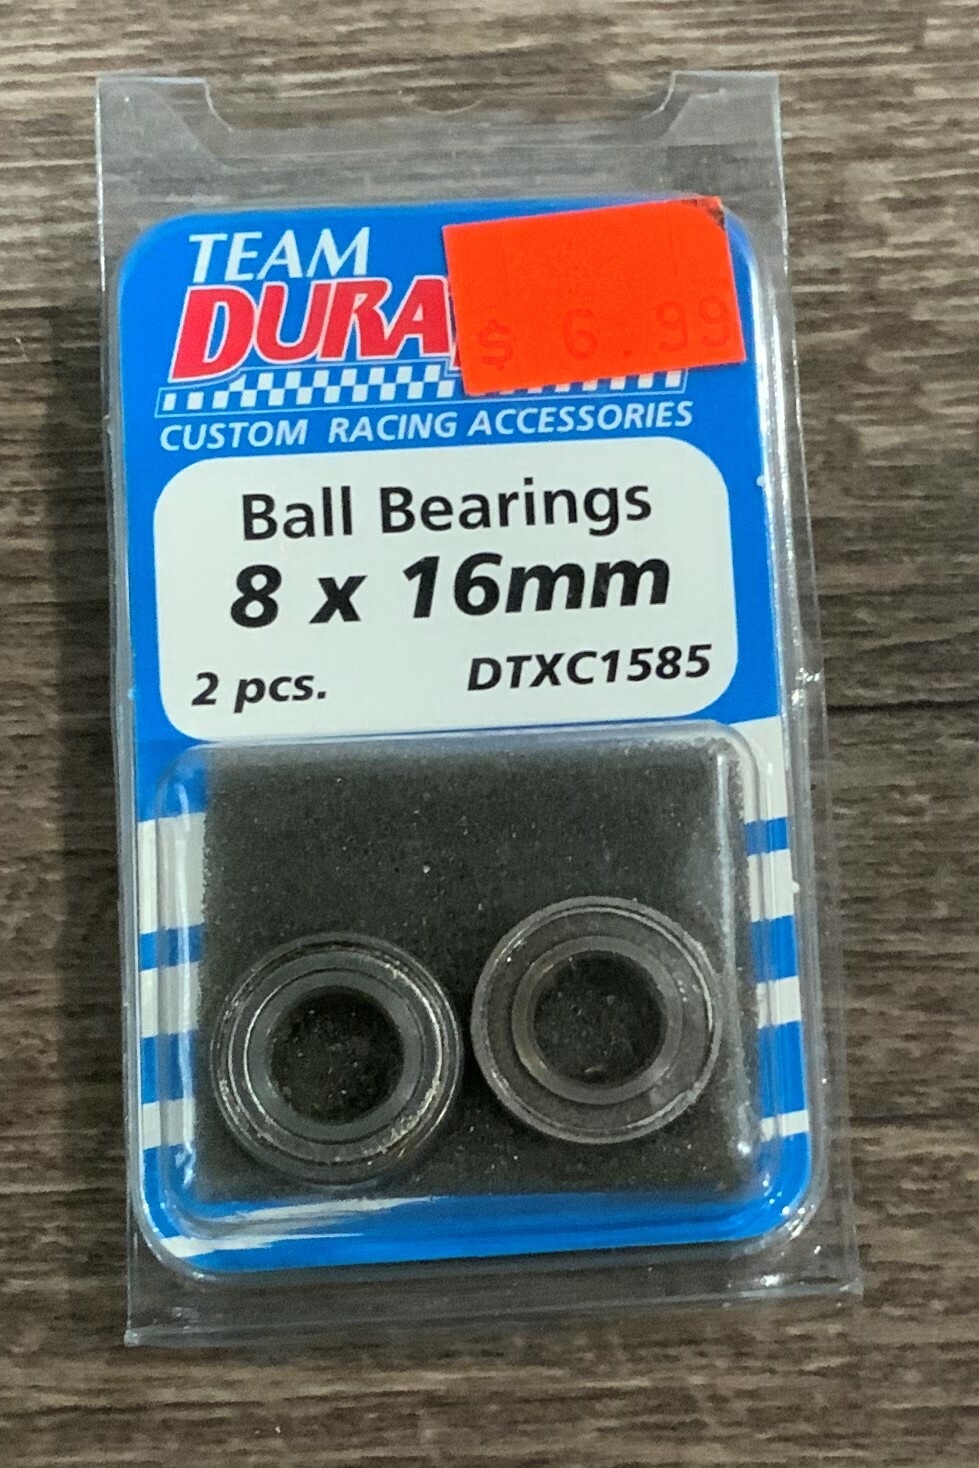 TEAM
DURA
$ 6.99
CUSTOM RACING ACCESSORIES
Ball Bearings
8 x 16mm
2 pcs. DTXC1585